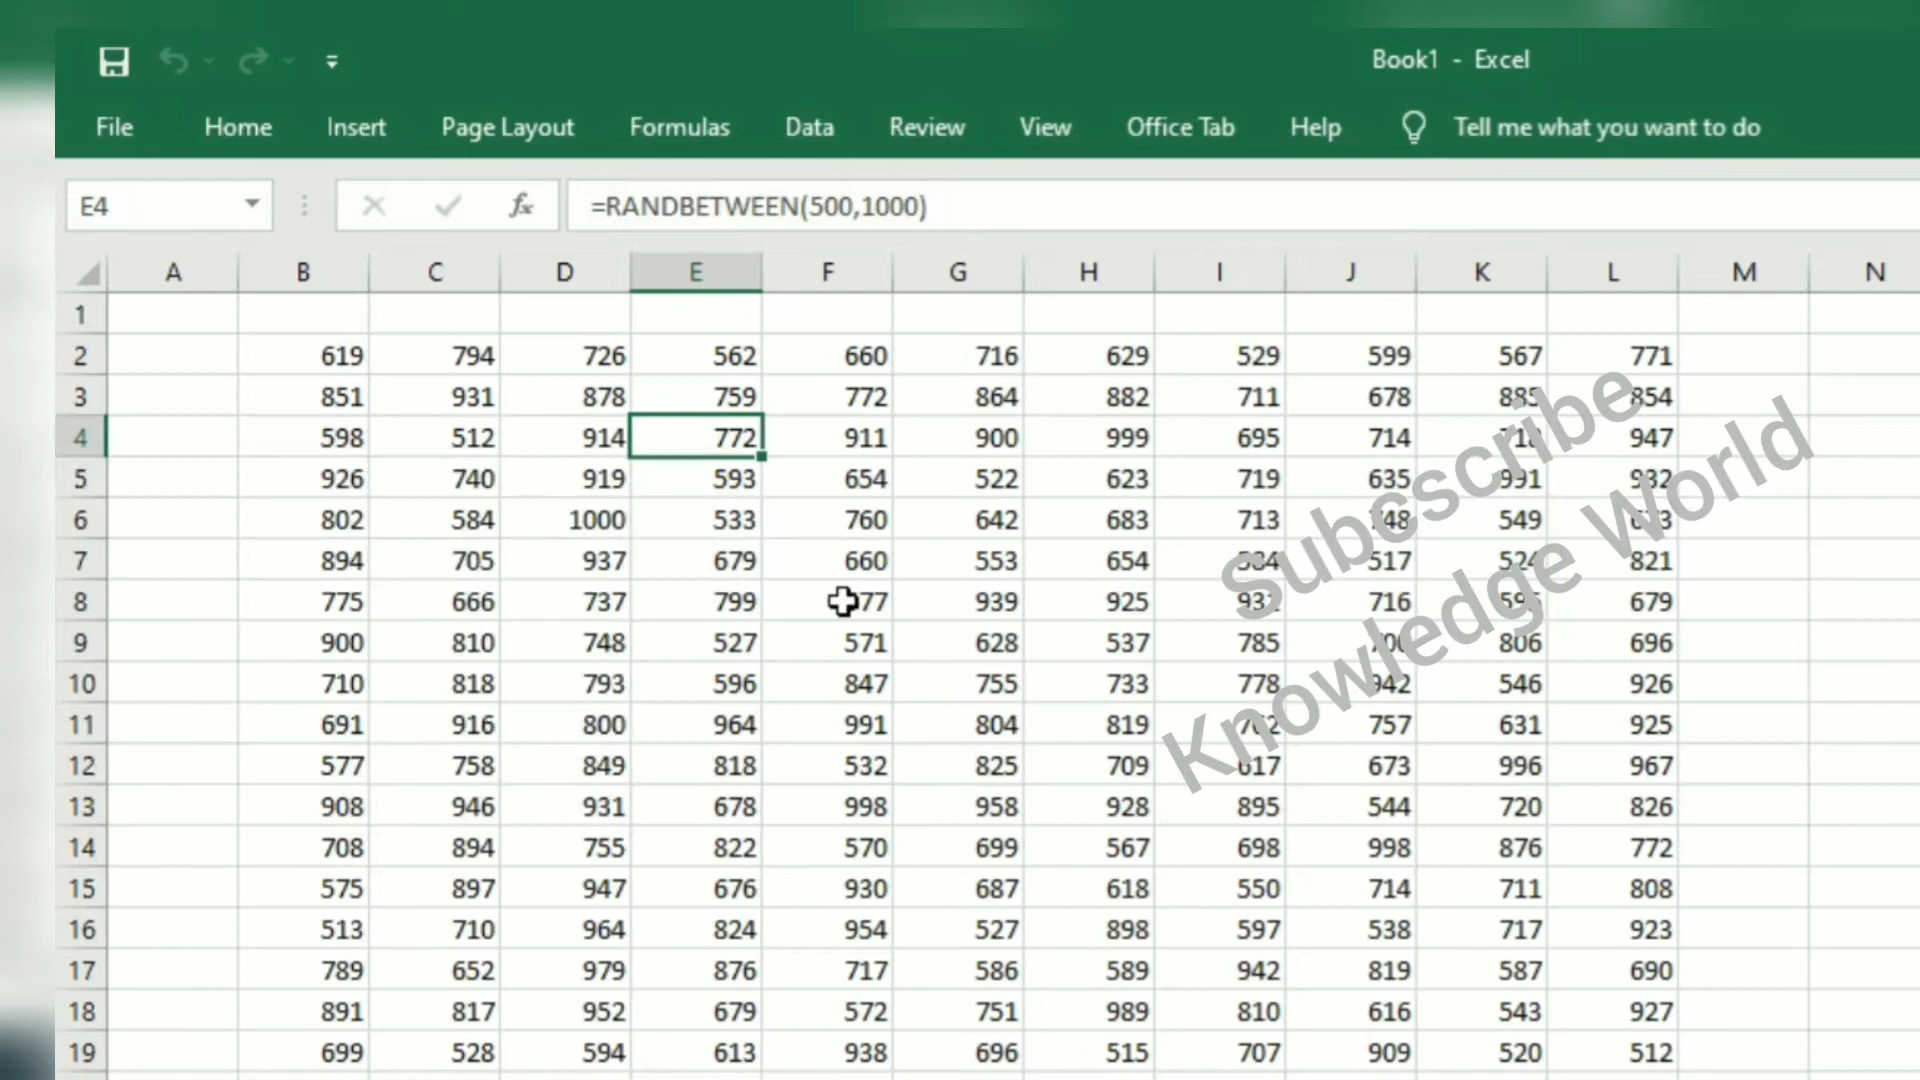 Book1 - Excel
File Home Insert Page Layout Formulas Data Review View Office Tab Help Tell me what you want to do
E4 fx =RANDBETWEEN(500,1000)
A B C D E F G H I J K L M N
1
2 619 794 726 562 660 716 629 529 599 567 771
3 851 931 878 759 772 864 882 711 678 885 854
4 598 512 914 772 911 900 999 695 714 947
5 926 740 919 593 654 522 623 719 635 991 932
6 802 584 1000 533 760 642 683 713 748 549
7 894 705 937 679 660 553 654 517 524 821
8 775 666 737 799 939 925 716 679
9 900 810 748 527 571 628 537 785 806 696
10 710 818 793 596 847 755 733 778 942 546 926
11 691 916 800 964 991 804 819 757 631 925
12 577 758 849 818 532 825 709 617 673 996 967
13 908 946 931 678 998 958 928 895 544 720 826
14 708 894 755 822 570 699 567 698 998 876 772
15 575 897 947 676 930 687 618 550 714 711 808
16 513 710 964 824 954 527 898 597 538 717 923
17 789 652 979 876 717 586 589 942 819 587 690
18 891 817 952 679 572 751 989 810 616 543 927
19 699 528 594 613 938 696 515 707 909 520 512
Subcscribe
Knowledge World